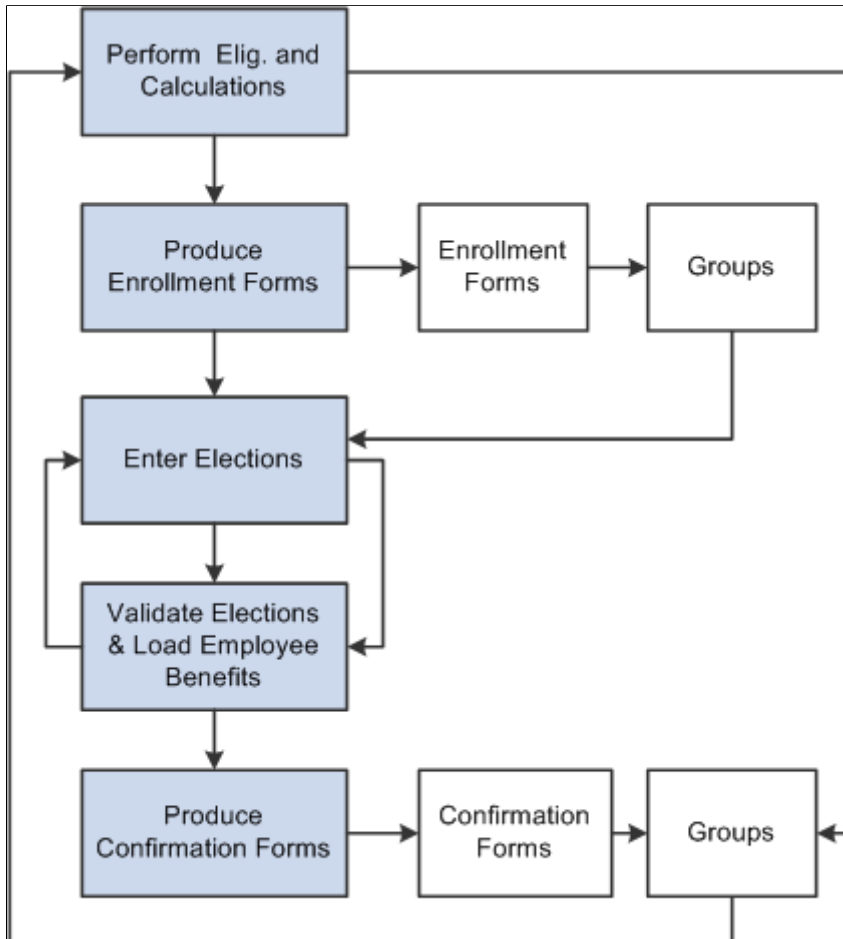 Perform Elig. and
Calculations
Produce
Enrollment Forms
Enrollment
Forms
Groups
Enter Elections
Validate Elections
& Load Employee
Benefits
Produce
Confirmation Forms
Confirmation
Forms
Groups